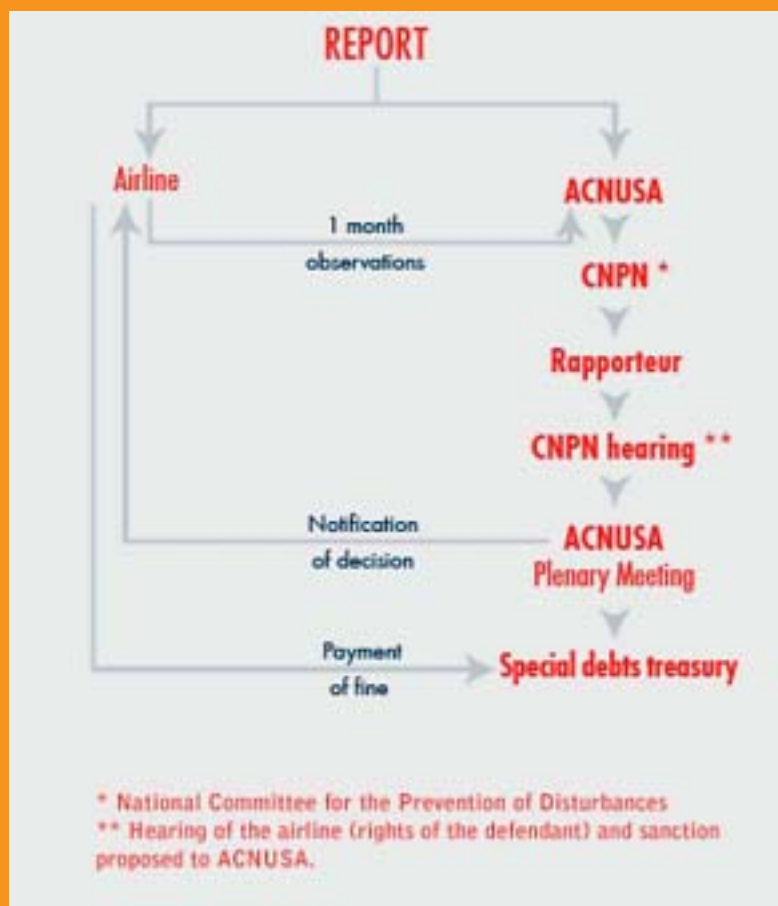 REPORT
Airline
ACNUSA
1 month
observations
CNPN *
Rapporteur
CNPN hearing **
Notification
of decision
ACNUSA
Plenary Meeting
Payment
of fine
Special debts treasury
* National Committee for the Prevention of Disturbances
** Hearing of the airline (rights of the defendant) and sanction
proposed to ACNUSA.